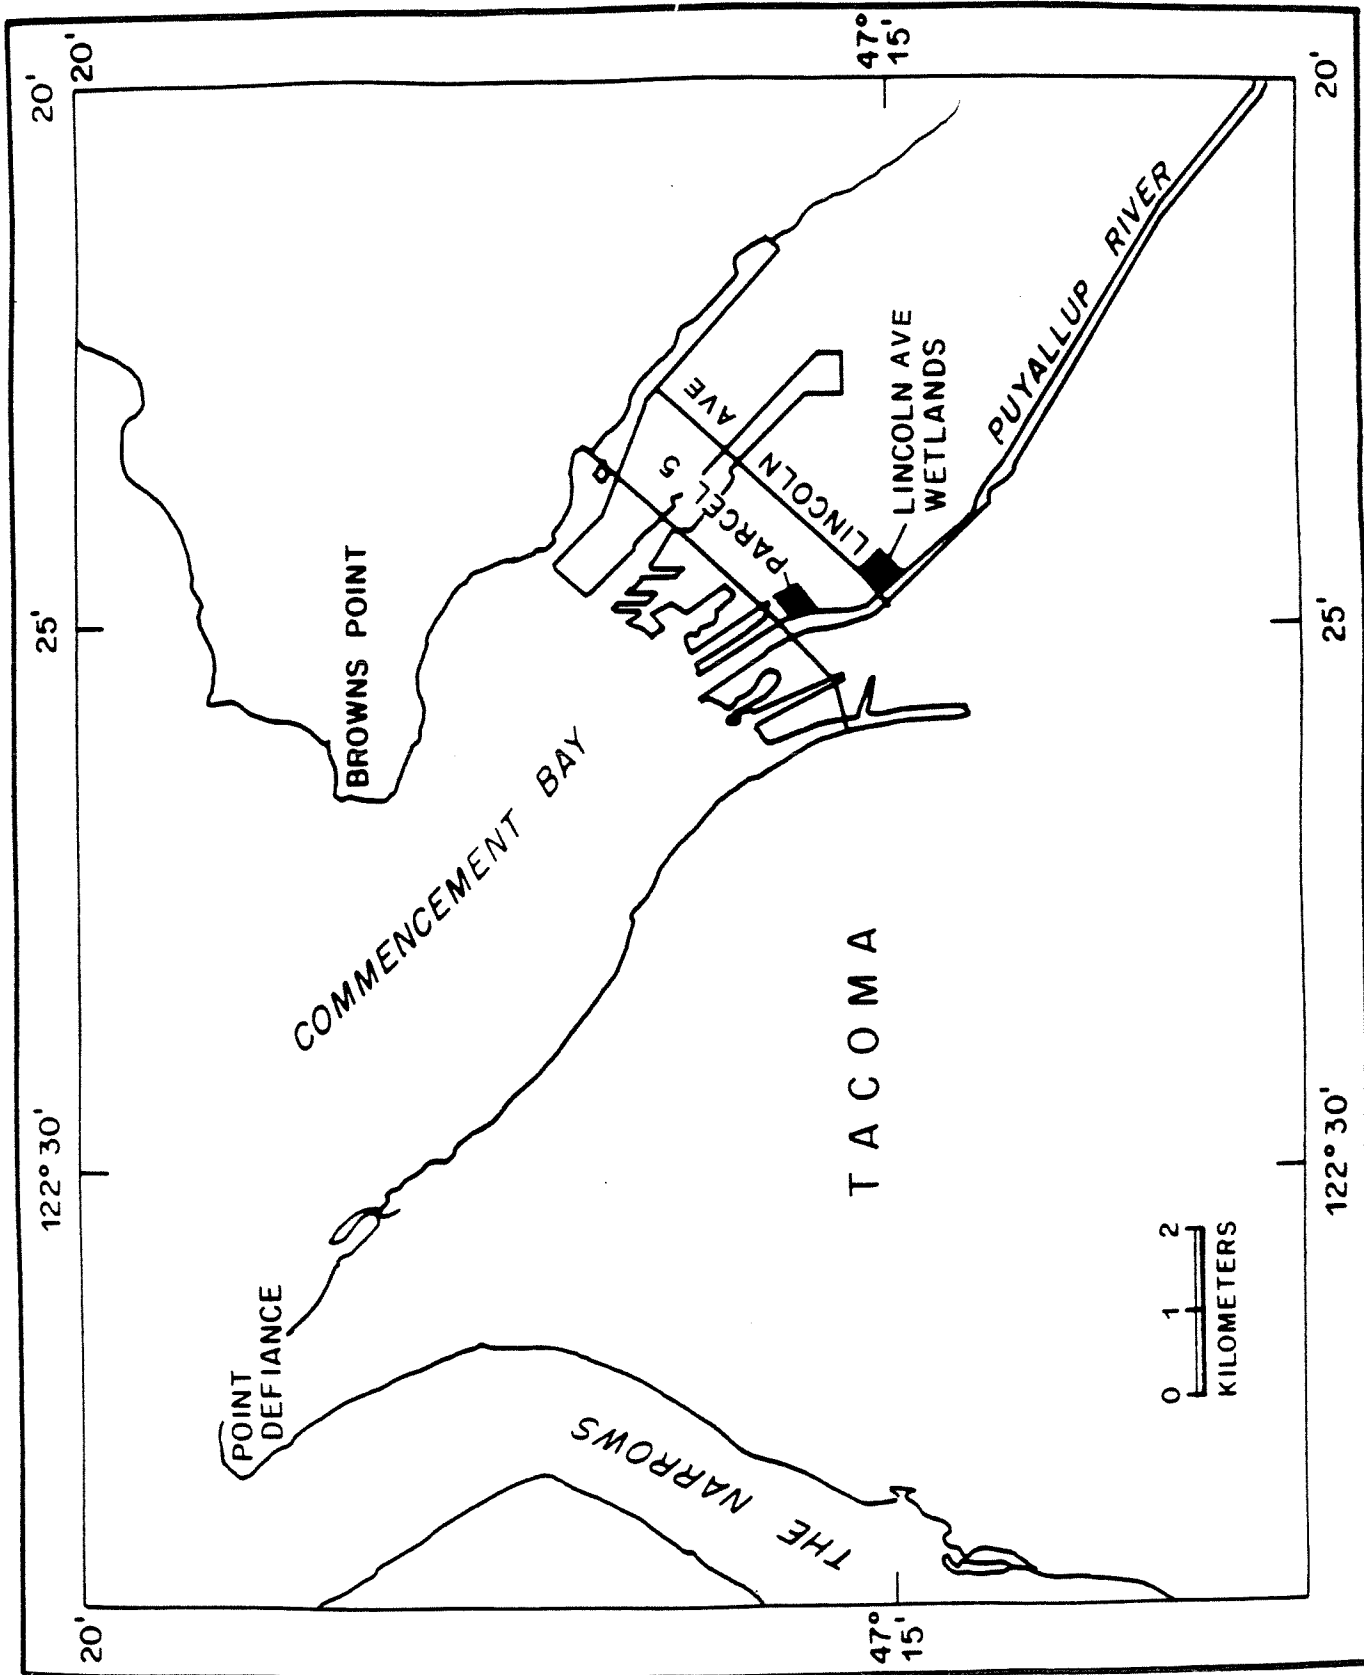 122° 30'
25'
20'
20'
20'
POINT
DEFIANCE
BROWNS POINT
COMMENCEMENT BAY
THE NARROWS
PARCEL 5
LINCOLN AVE
TACOMA
LINCOLN AVE
WETLANDS
47°
15'
47°
15'
PUYALLUP RIVER
0 1 2
KILOMETERS
122° 30'
25'
20'